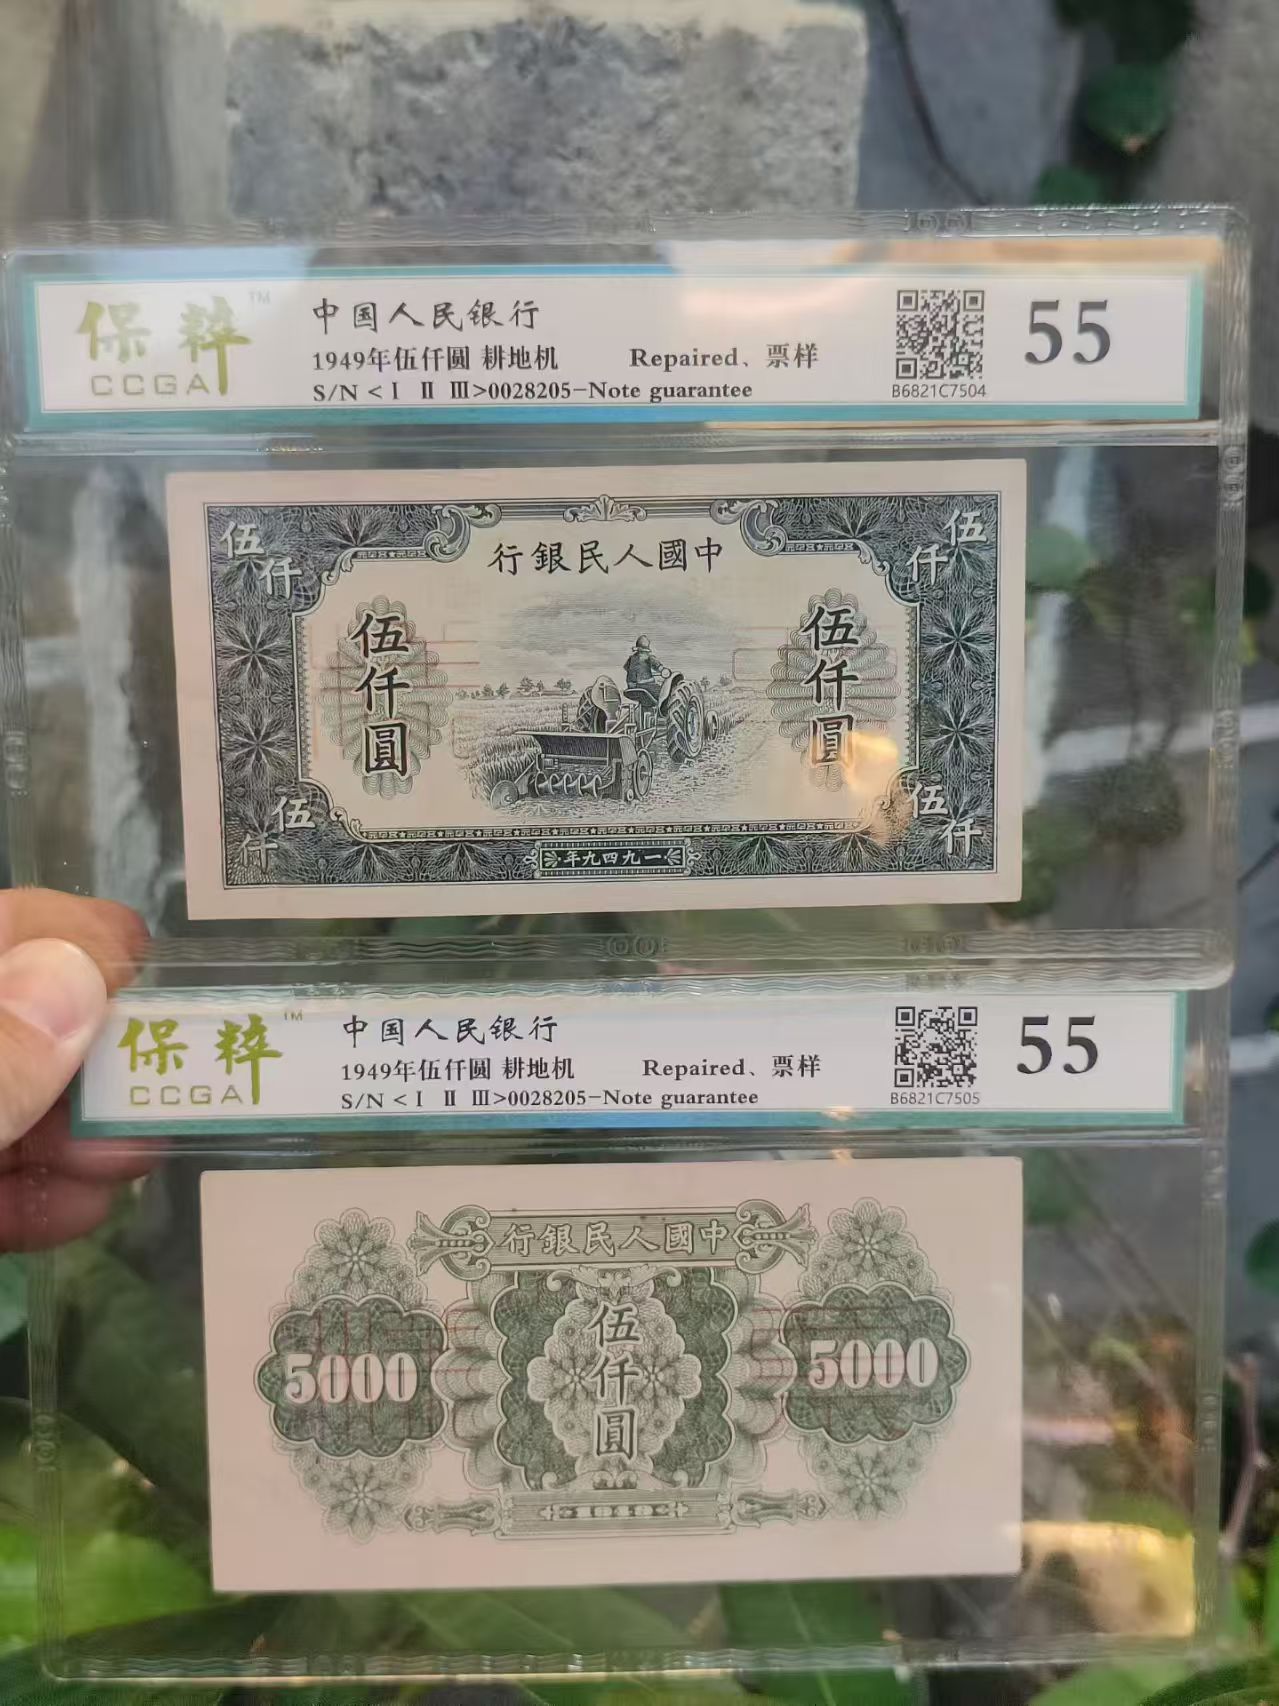 保粹™
CCGA
中国人民银行
1949年伍仟圆 耕地机
Repaired、票样
S/N <Ⅰ Ⅱ Ⅲ>0028205-Note guarantee
B6821C7504
55
伍仟
伍仟
行銀民人國中
伍仟圓
伍仟圓
伍仟
伍仟
年九四九一
保粹™
CCGA
中国人民银行
1949年伍仟圆 耕地机
Repaired、票样
S/N <Ⅰ Ⅱ Ⅲ>0028205-Note guarantee
B6821C7505
55
行銀民人國中
5000
伍仟圓
5000